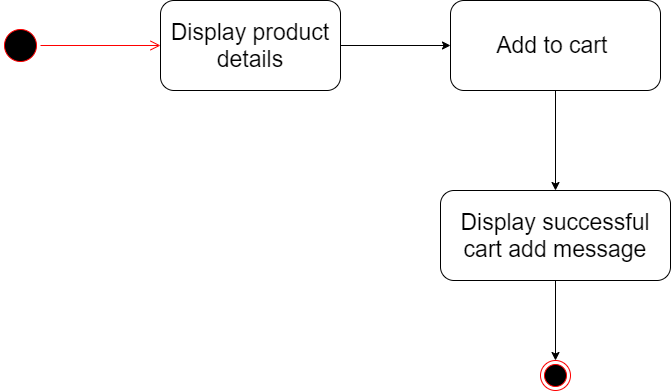 Display product
details
Add to cart
Display successful
cart add message